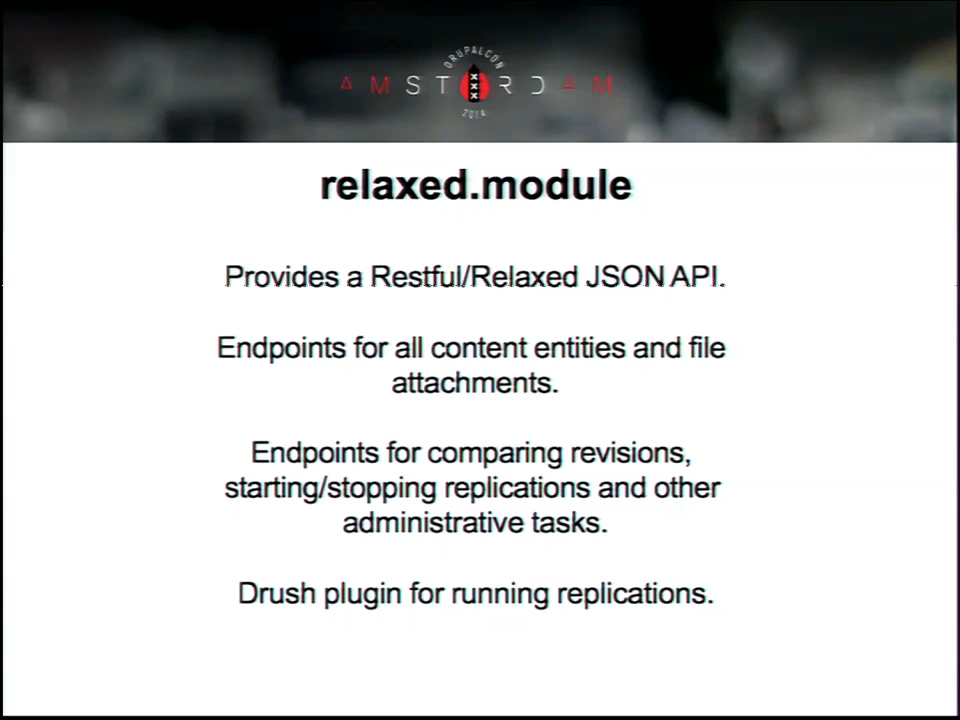 DRUPALCON
AMSTERDAM
2014
relaxed.module
Provides a Restful/Relaxed JSON API.
Endpoints for all content entities and file
attachments.
Endpoints for comparing revisions,
starting/stopping replications and other
administrative tasks.
Drush plugin for running replications.